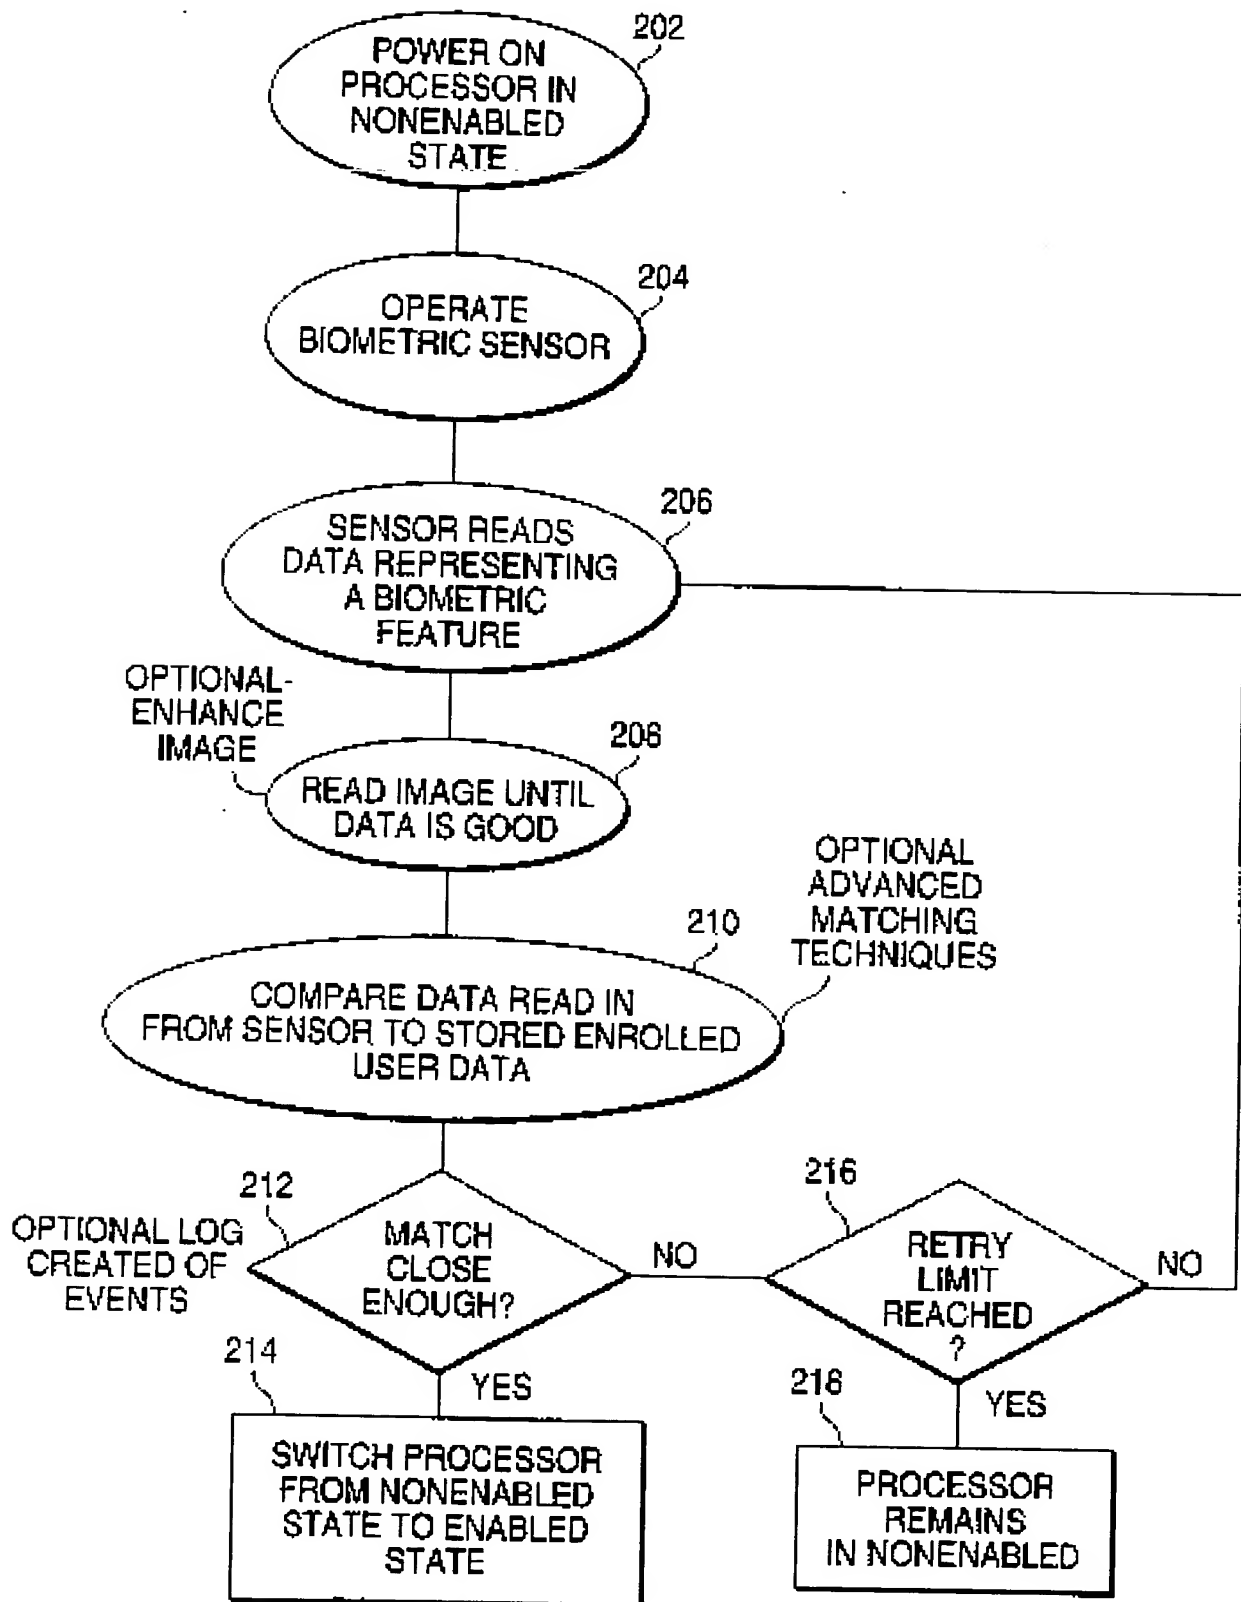 202
POWER ON
PROCESSOR IN
NONENABLED
STATE
204
OPERATE
BIOMETRIC SENSOR
206
SENSOR READS
DATA REPRESENTING
A BIOMETRIC
FEATURE
OPTIONAL-
ENHANCE
IMAGE
208
READ IMAGE UNTIL
DATA IS GOOD
OPTIONAL
ADVANCED
MATCHING
TECHNIQUES
210
COMPARE DATA READ IN
FROM SENSOR TO STORED ENROLLED
USER DATA
212
OPTIONAL LOG
CREATED OF
EVENTS
MATCH
CLOSE
ENOUGH?
NO
216
RETRY
LIMIT
REACHED
?
NO
214
YES
SWITCH PROCESSOR
FROM NONENABLED
STATE TO ENABLED
STATE
218
YES
PROCESSOR
REMAINS
IN NONENABLED